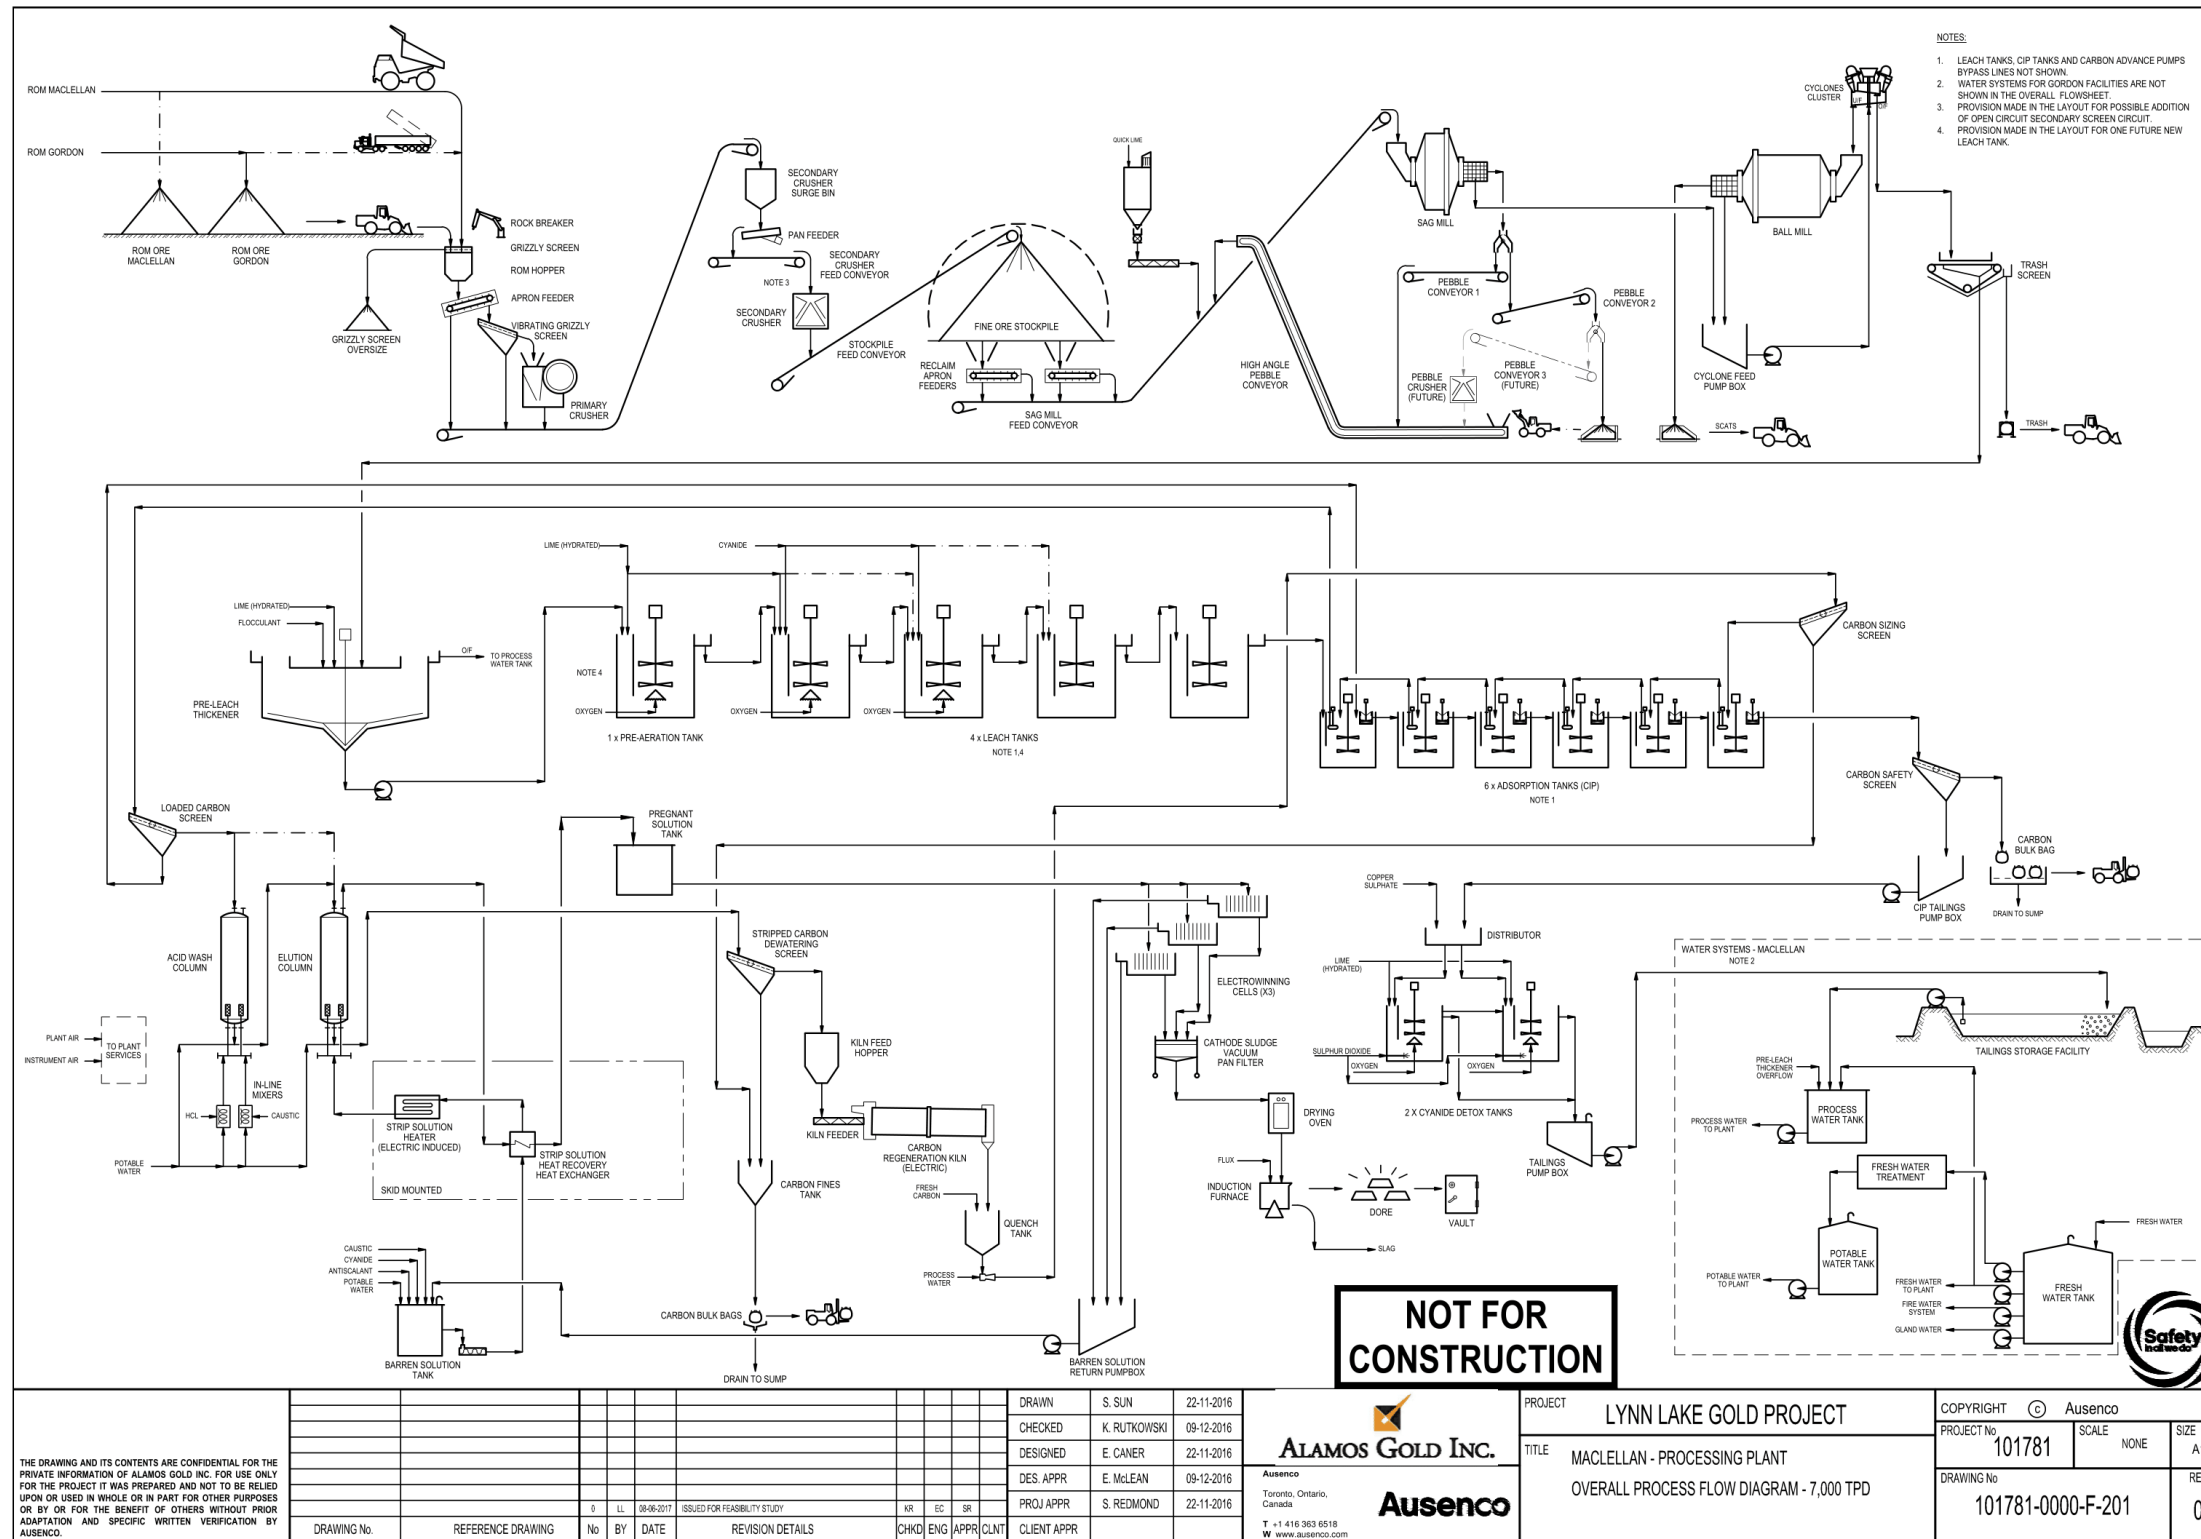 NOTES:
1. LEACH TANKS, CIP TANKS AND CARBON ADVANCE PUMPS
BYPASS LINES NOT SHOWN.
2. WATER SYSTEMS FOR GORDON FACILITIES ARE NOT
SHOWN IN THE OVERALL FLOWSHEET.
3. PROVISION MADE IN THE LAYOUT FOR POSSIBLE ADDITION
OF OPEN CIRCUIT SECONDARY SCREEN CIRCUIT.
4. PROVISION MADE IN THE LAYOUT FOR ONE FUTURE NEW
LEACH TANK.
ROM MACLELLAN
ROM GORDON
ROM ORE
MACLELLAN
ROM ORE
GORDON
ROCK BREAKER
GRIZZLY SCREEN
ROM HOPPER
APRON FEEDER
VIBRATING GRIZZLY
SCREEN
GRIZZLY SCREEN
OVERSIZE
PRIMARY
CRUSHER
SECONDARY
CRUSHER
SURGE BIN
PAN FEEDER
SECONDARY
CRUSHER
FEED CONVEYOR
NOTE 3
SECONDARY
CRUSHER
STOCKPILE
FEED CONVEYOR
FINE ORE STOCKPILE
RECLAIM
APRON
FEEDERS
SAG MILL
FEED CONVEYOR
QUICK LIME
HIGH ANGLE
PEBBLE
CONVEYOR
SAG MILL
PEBBLE
CONVEYOR 1
PEBBLE
CONVEYOR 2
PEBBLE
CRUSHER
(FUTURE)
PEBBLE
CONVEYOR 3
(FUTURE)
CYCLONES
CLUSTER
U/F
O/F
BALL MILL
CYCLONE FEED
PUMP BOX
SCATS
TRASH
SCREEN
TRASH
LIME (HYDRATED)
FLOCCULANT
O/F
TO PROCESS
WATER TANK
PRE-LEACH
THICKENER
LIME (HYDRATED)
CYANIDE
NOTE 4
OXYGEN
OXYGEN
OXYGEN
1 x PRE-AERATION TANK
4 x LEACH TANKS
NOTE 1,4
6 x ADSORPTION TANKS (CIP)
NOTE 1
CARBON SIZING
SCREEN
CARBON SAFETY
SCREEN
CARBON
BULK BAG
DRAIN TO SUMP
CIP TAILINGS
PUMP BOX
LOADED CARBON
SCREEN
ACID WASH
COLUMN
ELUTION
COLUMN
PLANT AIR
INSTRUMENT AIR
TO PLANT
SERVICES
IN-LINE
MIXERS
HCL
CAUSTIC
POTABLE
WATER
STRIP SOLUTION
HEATER
(ELECTRIC INDUCED)
STRIP SOLUTION
HEAT RECOVERY
HEAT EXCHANGER
SKID MOUNTED
PREGNANT
SOLUTION
TANK
CAUSTIC
CYANIDE
ANTISCALANT
POTABLE
WATER
BARREN SOLUTION
TANK
STRIPPED CARBON
DEWATERING
SCREEN
KILN FEED
HOPPER
KILN FEEDER
CARBON
REGENERATION KILN
(ELECTRIC)
CARBON FINES
TANK
FRESH
CARBON
QUENCH
TANK
PROCESS
WATER
CARBON BULK BAGS
DRAIN TO SUMP
BARREN SOLUTION
RETURN PUMPBOX
ELECTROWINNING
CELLS (X3)
CATHODE SLUDGE
VACUUM
PAN FILTER
DRYING
OVEN
FLUX
INDUCTION
FURNACE
DORE
VAULT
SLAG
COPPER
SULPHATE
DISTRIBUTOR
LIME
(HYDRATED)
SULPHUR DIOXIDE
OXYGEN
OXYGEN
2 X CYANIDE DETOX TANKS
TAILINGS
PUMP BOX
WATER SYSTEMS - MACLELLAN
NOTE 2
TAILINGS STORAGE FACILITY
PRE-LEACH
THICKENER
OVERFLOW
PROCESS
WATER TANK
PROCESS WATER
TO PLANT
FRESH WATER
TREATMENT
POTABLE
WATER TANK
POTABLE WATER
TO PLANT
FRESH WATER
FRESH WATER
TO PLANT
FIRE WATER
SYSTEM
GLAND WATER
FRESH
WATER TANK
Safety
in all we do
NOT FOR
CONSTRUCTION
THE DRAWING AND ITS CONTENTS ARE CONFIDENTIAL FOR THE
PRIVATE INFORMATION OF ALAMOS GOLD INC. FOR USE ONLY
FOR THE PROJECT IT WAS PREPARED AND NOT TO BE RELIED
UPON OR USED IN WHOLE OR IN PART FOR OTHER PURPOSES
OR BY OR FOR THE BENEFIT OF OTHERS WITHOUT PRIOR
ADAPTATION AND SPECIFIC WRITTEN VERIFICATION BY
AUSENCO.
0 LL 08-06-2017 ISSUED FOR FEASIBILITY STUDY KR EC SR
DRAWING No. REFERENCE DRAWING No BY DATE REVISION DETAILS CHKD ENG APPR CLNT
DRAWN S. SUN 22-11-2016
CHECKED K. RUTKOWSKI 09-12-2016
DESIGNED E. CANER 22-11-2016
DES. APPR E. McLEAN 09-12-2016
PROJ APPR S. REDMOND 22-11-2016
CLIENT APPR
ALAMOS GOLD INC.
Ausenco
Toronto, Ontario,
Canada
T +1 416 363 6518
W www.ausenco.com
Ausenco
PROJECT
LYNN LAKE GOLD PROJECT
TITLE
MACLELLAN - PROCESSING PLANT
OVERALL PROCESS FLOW DIAGRAM - 7,000 TPD
COPYRIGHT © Ausenco
PROJECT No
101781
SCALE
NONE
SIZE
A
DRAWING No
101781-0000-F-201
RE
0